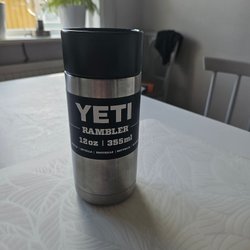 YETI
RAMBLER
12oz | 355ml